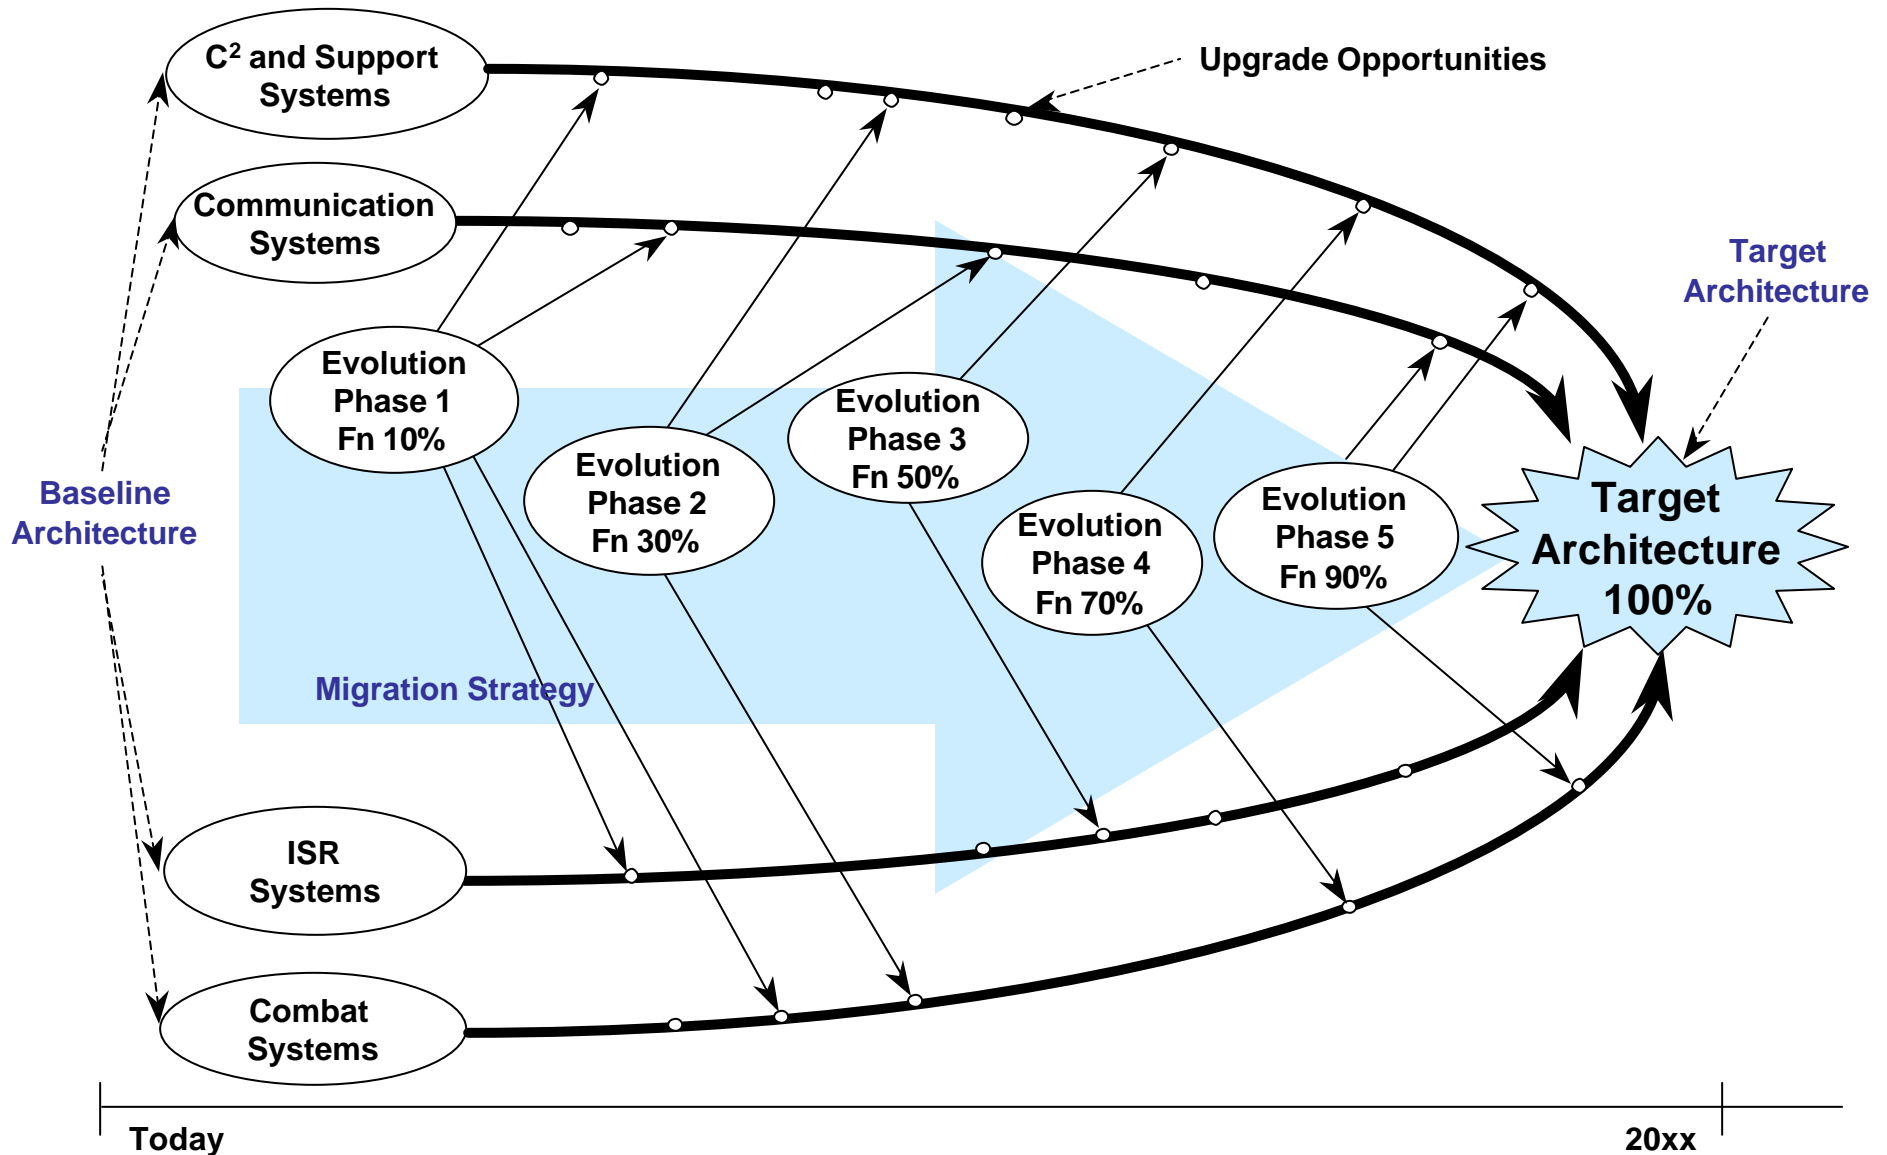 C² and Support
Systems
Upgrade Opportunities
Communication
Systems
Target
Architecture
Evolution
Phase 1
Fn 10%
Evolution
Phase 2
Fn 30%
Evolution
Phase 3
Fn 50%
Evolution
Phase 4
Fn 70%
Evolution
Phase 5
Fn 90%
Baseline
Architecture
Target
Architecture
100%
Migration Strategy
ISR
Systems
Combat
Systems
Today
20xx